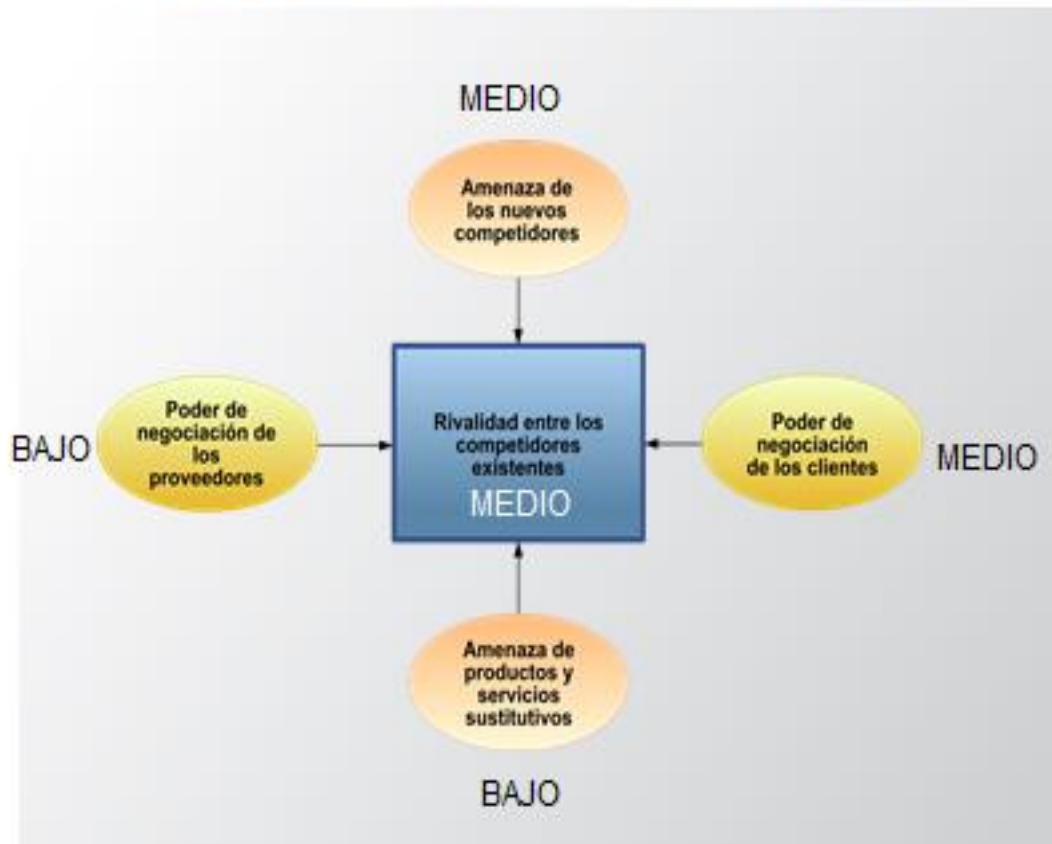 MEDIO
Amenaza de
los nuevos
competidores
Poder de
negociación de
los
proveedores
BAJO
Rivalidad entre los
competidores
existentes
MEDIO
Poder de
negociación
de los clientes
MEDIO
Amenaza de
productos y
servicios
sustitutivos
BAJO